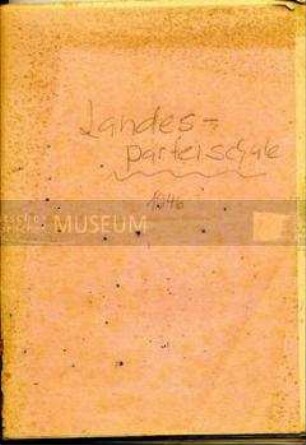 Landes-
parteischule
1946
MUSEUM